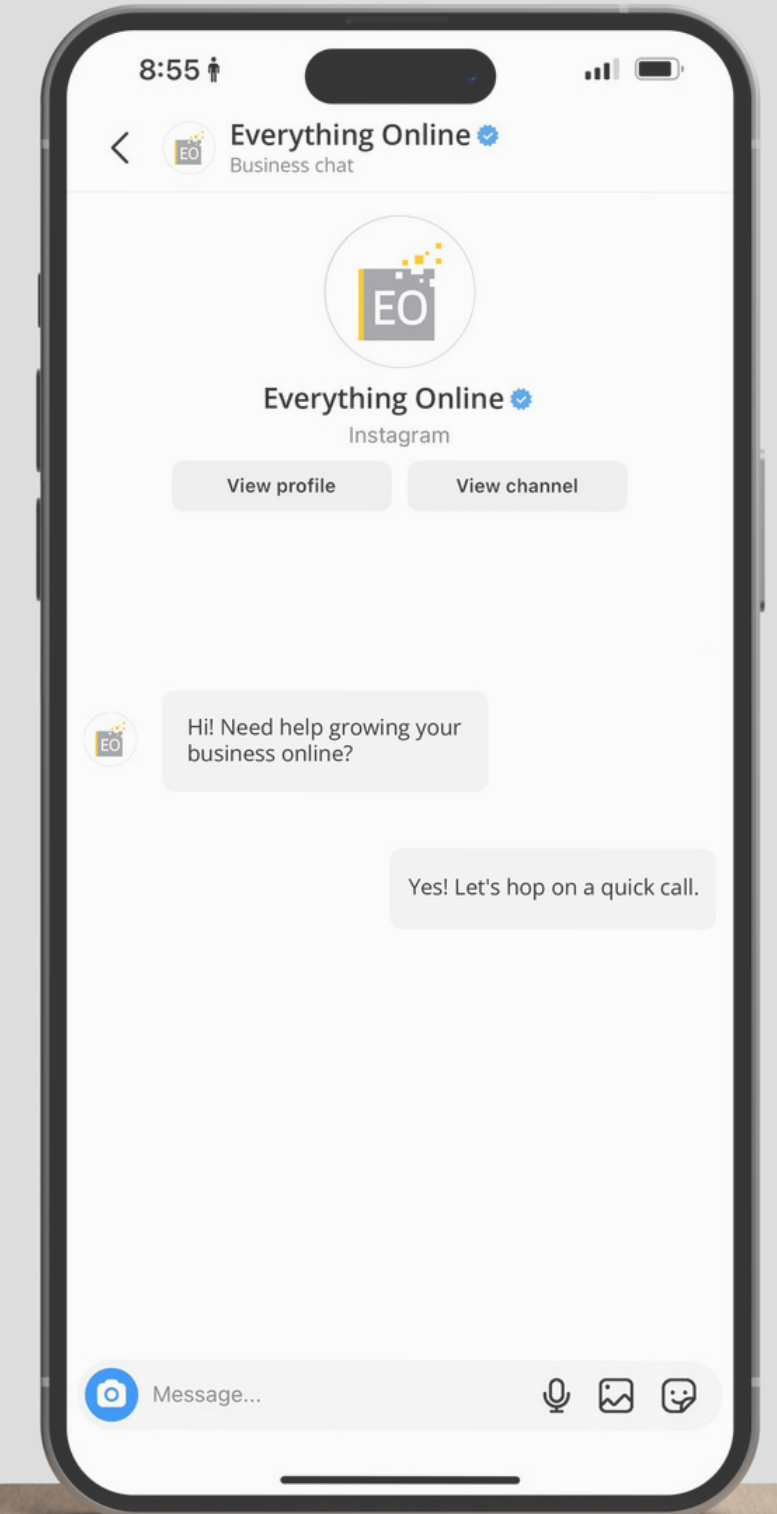 8:55
EO
Everything Online
Business chat
EO
Everything Online
Instagram
View profile
View channel
EO
Hi! Need help growing your
business online?
Yes! Let's hop on a quick call.
Message...